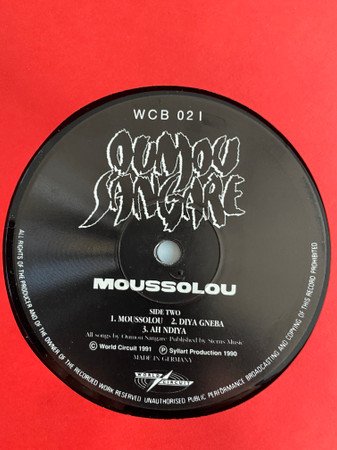 WCB 021
OUMOU
SANGARE
MOUSSOLOU
SIDE TWO
1. MOUSSOLOU 2. DIYA GNEBA
3. AH NDIYA
All songs by Oumou Sangare Published by Sterns Music
© World Circuit 1991 ℗ Syllart Production 1990
MADE IN GERMANY
WORLD CIRCUIT
ALL RIGHTS OF THE PRODUCER AND OF THE OWNER OF THE RECORDED WORK RESERVED UNAUTHORISED PUBLIC PERFORMANCE BROADCASTING AND COPYING OF THIS RECORD PROHIBITED